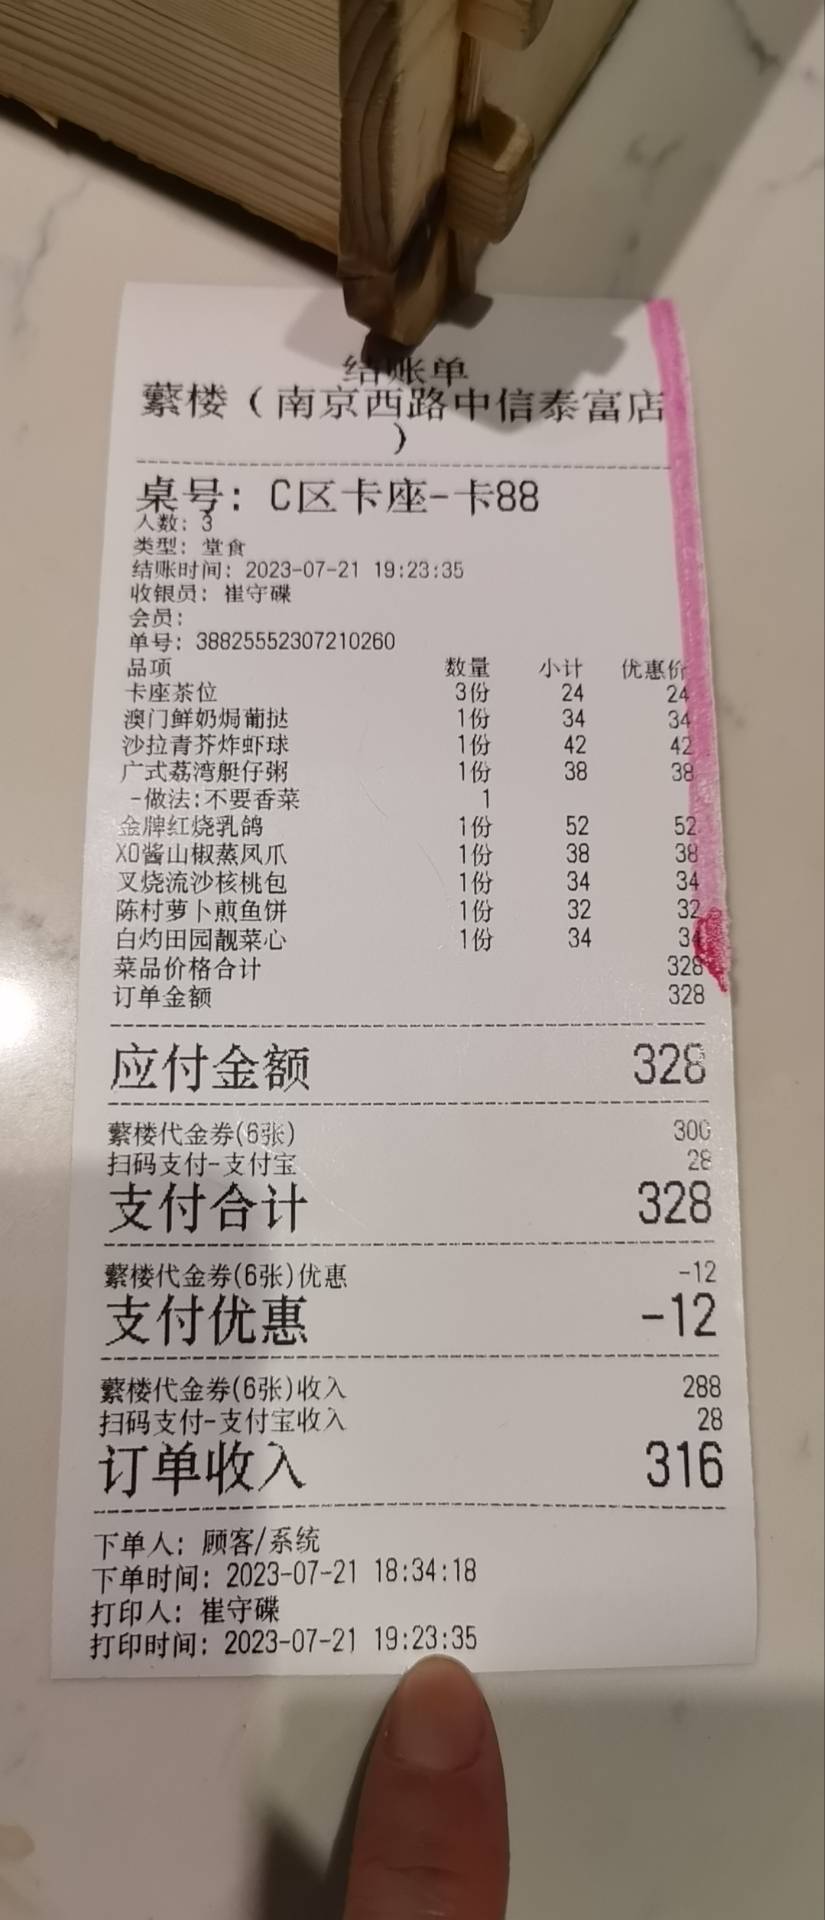 结账单
蘩楼（南京西路中信泰富店
）
桌号: C区卡座-卡88
人数: 3
类型: 堂食
结账时间: 2023-07-21 19:23:35
收银员: 崔守碟
会员:
单号: 38825552307210260
品项 数量 小计 优惠价
卡座茶位 3份 24 24
澳门鲜奶焗葡挞 1份 34 34
沙拉青芥炸虾球 1份 42 42
广式荔湾艇仔粥 1份 38 38
-做法:不要香菜 1
金牌红烧乳鸽 1份 52 52
XO酱山椒蒸凤爪 1份 38 38
叉烧流沙核桃包 1份 34 34
陈村萝卜煎鱼饼 1份 32 32
白灼田园靓菜心 1份 34 34
菜品价格合计 328
订单金额 328
应付金额 328
蘩楼代金券(6张) 300
扫码支付-支付宝 28
支付合计 328
蘩楼代金券(6张)优惠 -12
支付优惠 -12
蘩楼代金券(6张)收入 288
扫码支付-支付宝收入 28
订单收入 316
下单人: 顾客/系统
下单时间: 2023-07-21 18:34:18
打印人: 崔守碟
打印时间: 2023-07-21 19:23:35